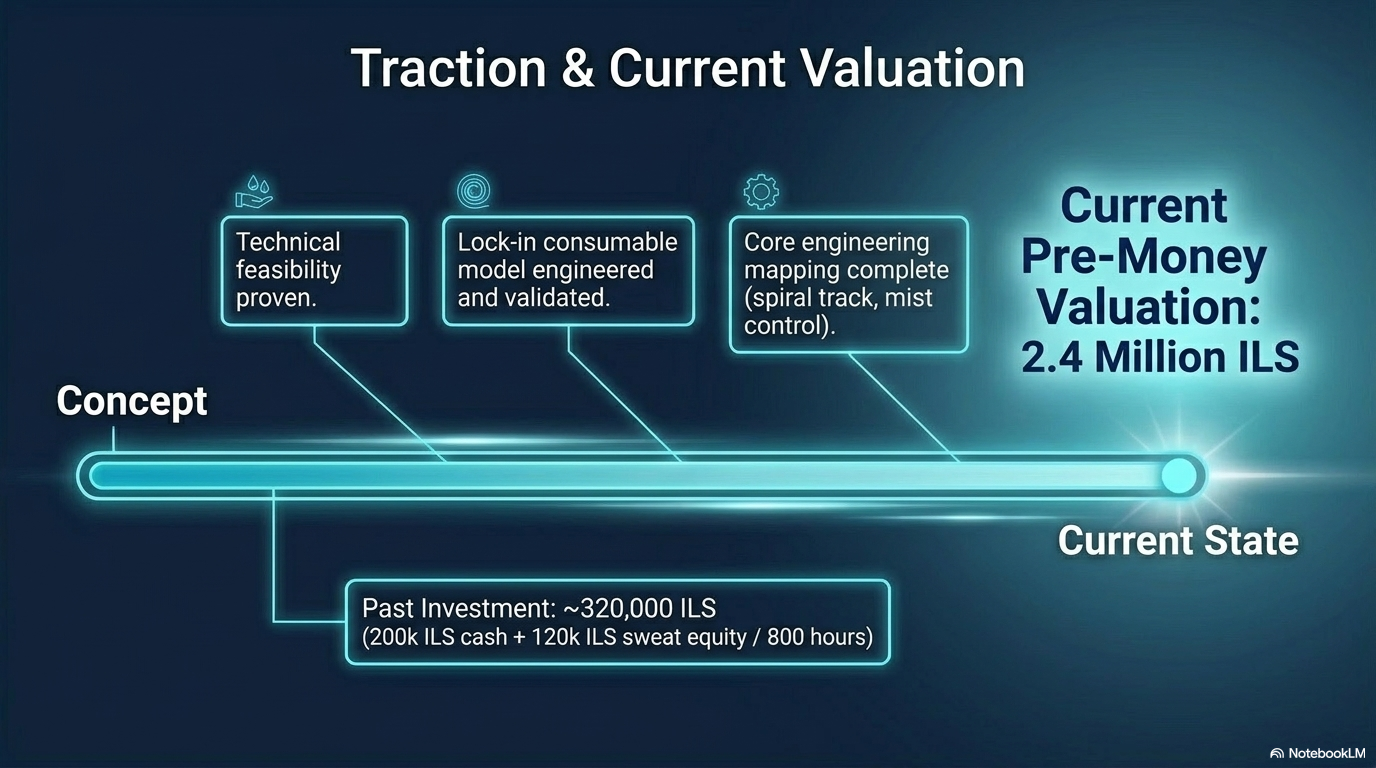 Traction & Current Valuation
Technical
feasibility
proven.
Lock-in consumable
model engineered
and validated.
Core engineering
mapping complete
(spiral track, mist
control).
Current
Pre-Money
Valuation:
2.4 Million ILS
Concept
Current State
Past Investment: ~320,000 ILS
(200k ILS cash + 120k ILS sweat equity / 800 hours)
NotebookLM